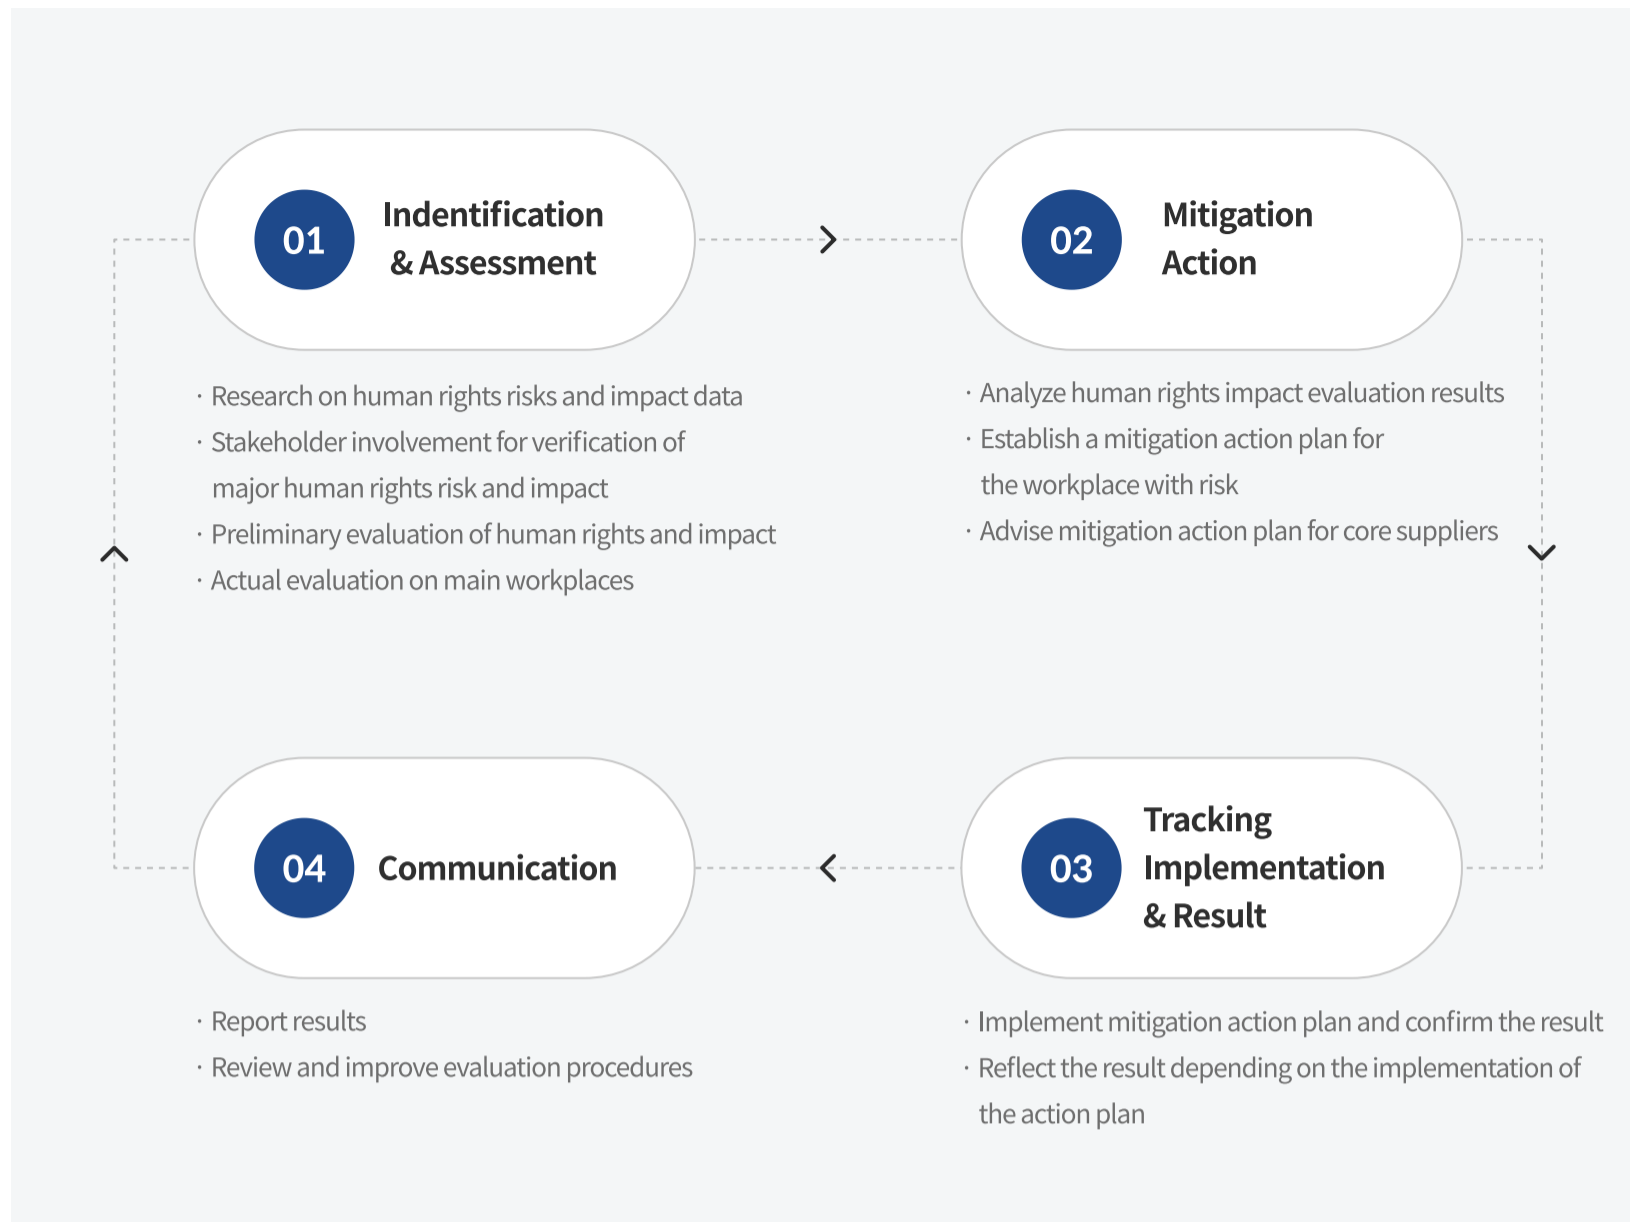 01
Indentification
& Assessment
· Research on human rights risks and impact data
· Stakeholder involvement for verification of
major human rights risk and impact
· Preliminary evaluation of human rights and impact
· Actual evaluation on main workplaces
02
Mitigation
Action
· Analyze human rights impact evaluation results
· Establish a mitigation action plan for
the workplace with risk
· Advise mitigation action plan for core suppliers
03
Tracking
Implementation
& Result
· Implement mitigation action plan and confirm the result
· Reflect the result depending on the implementation of
the action plan
04
Communication
· Report results
· Review and improve evaluation procedures